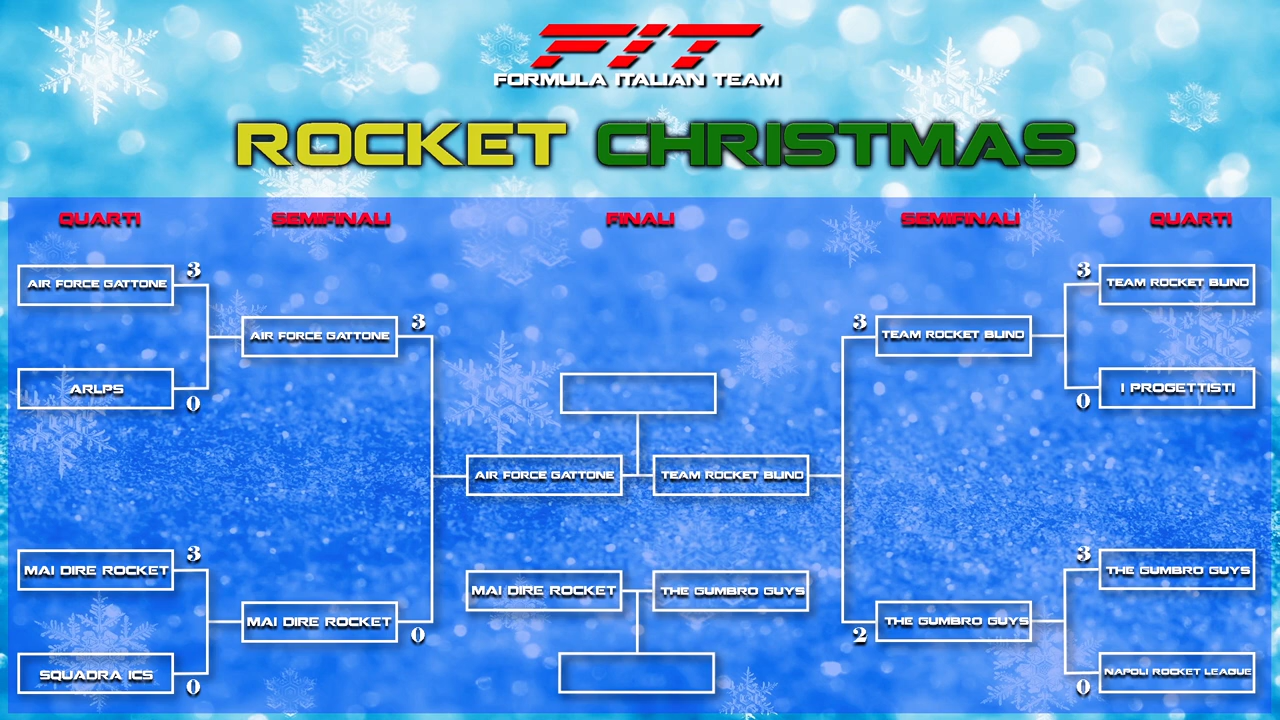 FIT
FORMULA ITALIAN TEAM
ROCKET CHRISTMAS
QUARTI SEMIFINALI FINALI SEMIFINALI QUARTI
AIR FORCE GATTONE 3
ARLPS 0
AIR FORCE GATTONE 3
MAI DIRE ROCKET 3
SQUADRA ICS 0
MAI DIRE ROCKET 0
AIR FORCE GATTONE TEAM ROCKET BLIND
MAI DIRE ROCKET THE GUMBRO GUYS
3 TEAM ROCKET BLIND
2 THE GUMBRO GUYS
3 TEAM ROCKET BLIND
0 I PROGETTISTI
3 THE GUMBRO GUYS
0 NAPOLI ROCKET LEAGUE